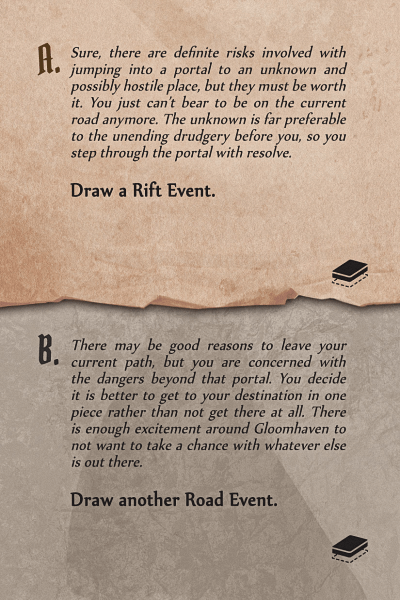 A. Sure, there are definite risks involved with
jumping into a portal to an unknown and
possibly hostile place, but they must be worth
it. You just can't bear to be on the current
road anymore. The unknown is far preferable
to the unending drudgery before you, so you
step through the portal with resolve.
Draw a Rift Event.
B. There may be good reasons to leave your
current path, but you are concerned with
the dangers beyond that portal. You decide
it is better to get to your destination in one
piece rather than not get there at all. There
is enough excitement around Gloomhaven to
not want to take a chance with whatever else
is out there.
Draw another Road Event.